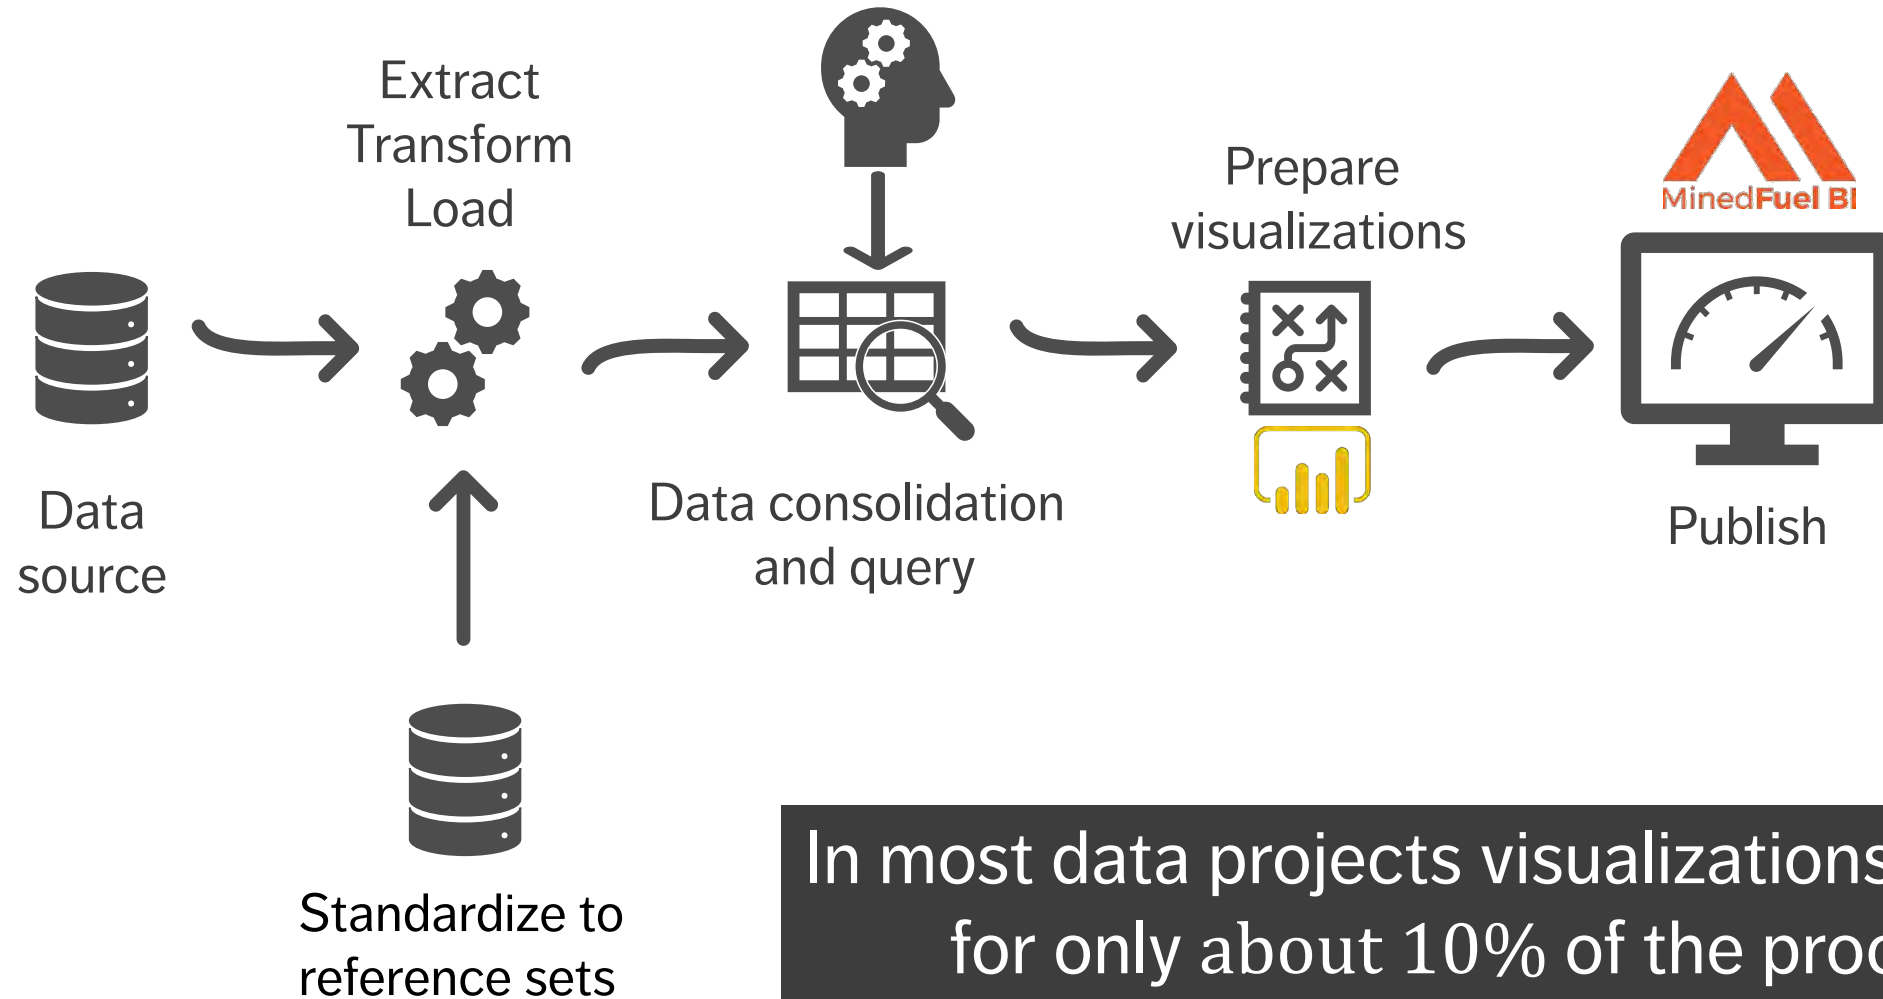 Extract
Transform
Load
Prepare
visualizations
MinedFuel BI
Data
source
Data consolidation
and query
Publish
Standardize to
reference sets
In most data projects visualizations
for only about 10% of the